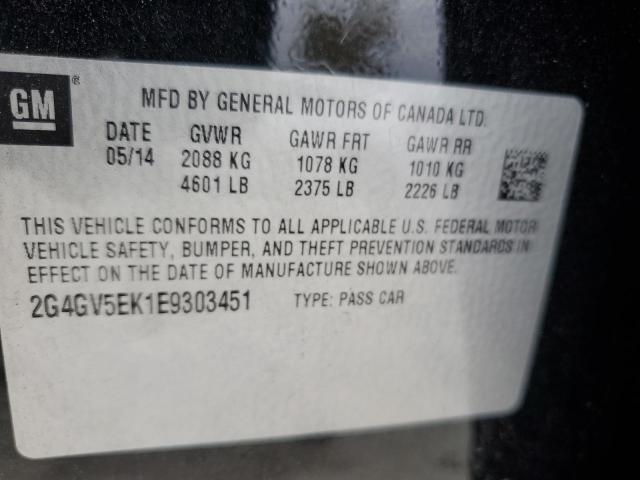 GM ®
MFD BY GENERAL MOTORS OF CANADA LTD.
DATE GVWR GAWR FRT GAWR RR
05/14 2088 KG 1078 KG 1010 KG
4601 LB 2375 LB 2226 LB
THIS VEHICLE CONFORMS TO ALL APPLICABLE U.S. FEDERAL MOTOR
VEHICLE SAFETY, BUMPER, AND THEFT PREVENTION STANDARDS IN
EFFECT ON THE DATE OF MANUFACTURE SHOWN ABOVE.
2G4GV5EK1E9303451 TYPE: PASS CAR